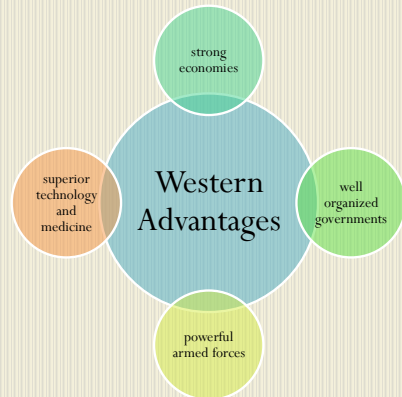 strong
economies
superior
technology
and
medicine
Western
Advantages
well
organized
governments
powerful
armed forces